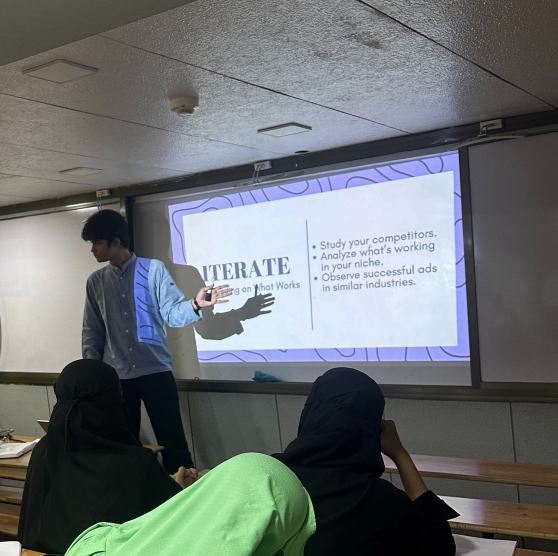 ITERATE
on What Works
• Study your competitors.
• Analyze what's working
in your niche.
• Observe successful ads
in similar industries.